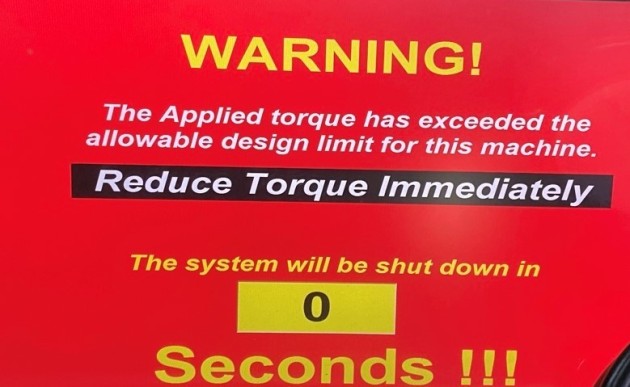 WARNING!
The Applied torque has exceeded the
allowable design limit for this machine.
Reduce Torque Immediately
The system will be shut down in
0
Seconds !!!